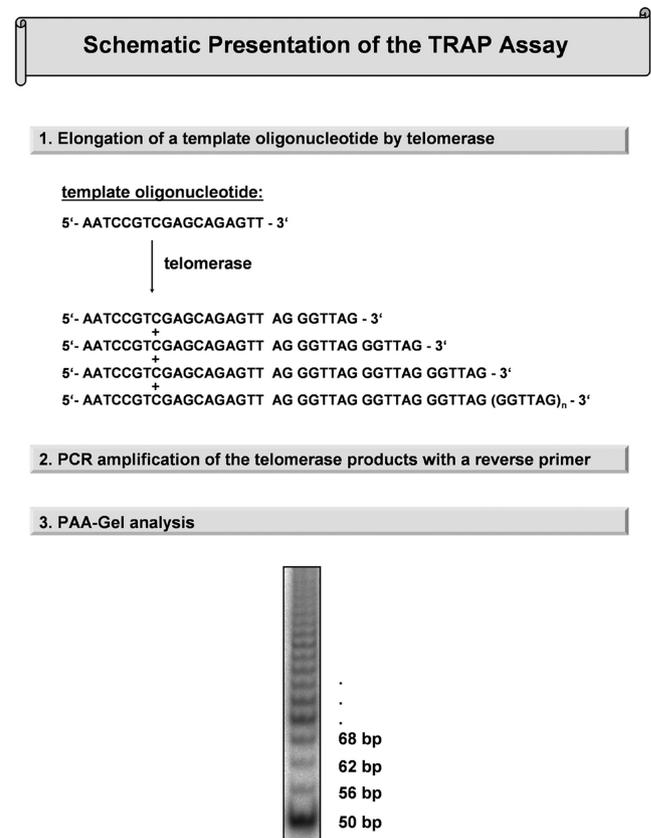 Schematic Presentation of the TRAP Assay
1. Elongation of a template oligonucleotide by telomerase
template oligonucleotide:
5‘- AATCCGTCGAGCAGAGTT - 3‘
telomerase
5‘- AATCCGTCGAGCAGAGTT AG GGTTAG - 3‘
+
5‘- AATCCGTCGAGCAGAGTT AG GGTTAG GGTTAG - 3‘
+
5‘- AATCCGTCGAGCAGAGTT AG GGTTAG GGTTAG GGTTAG - 3‘
+
5‘- AATCCGTCGAGCAGAGTT AG GGTTAG GGTTAG GGTTAG (GGTTAG)n - 3‘
2. PCR amplification of the telomerase products with a reverse primer
3. PAA-Gel analysis
.
.
.
68 bp
62 bp
56 bp
50 bp